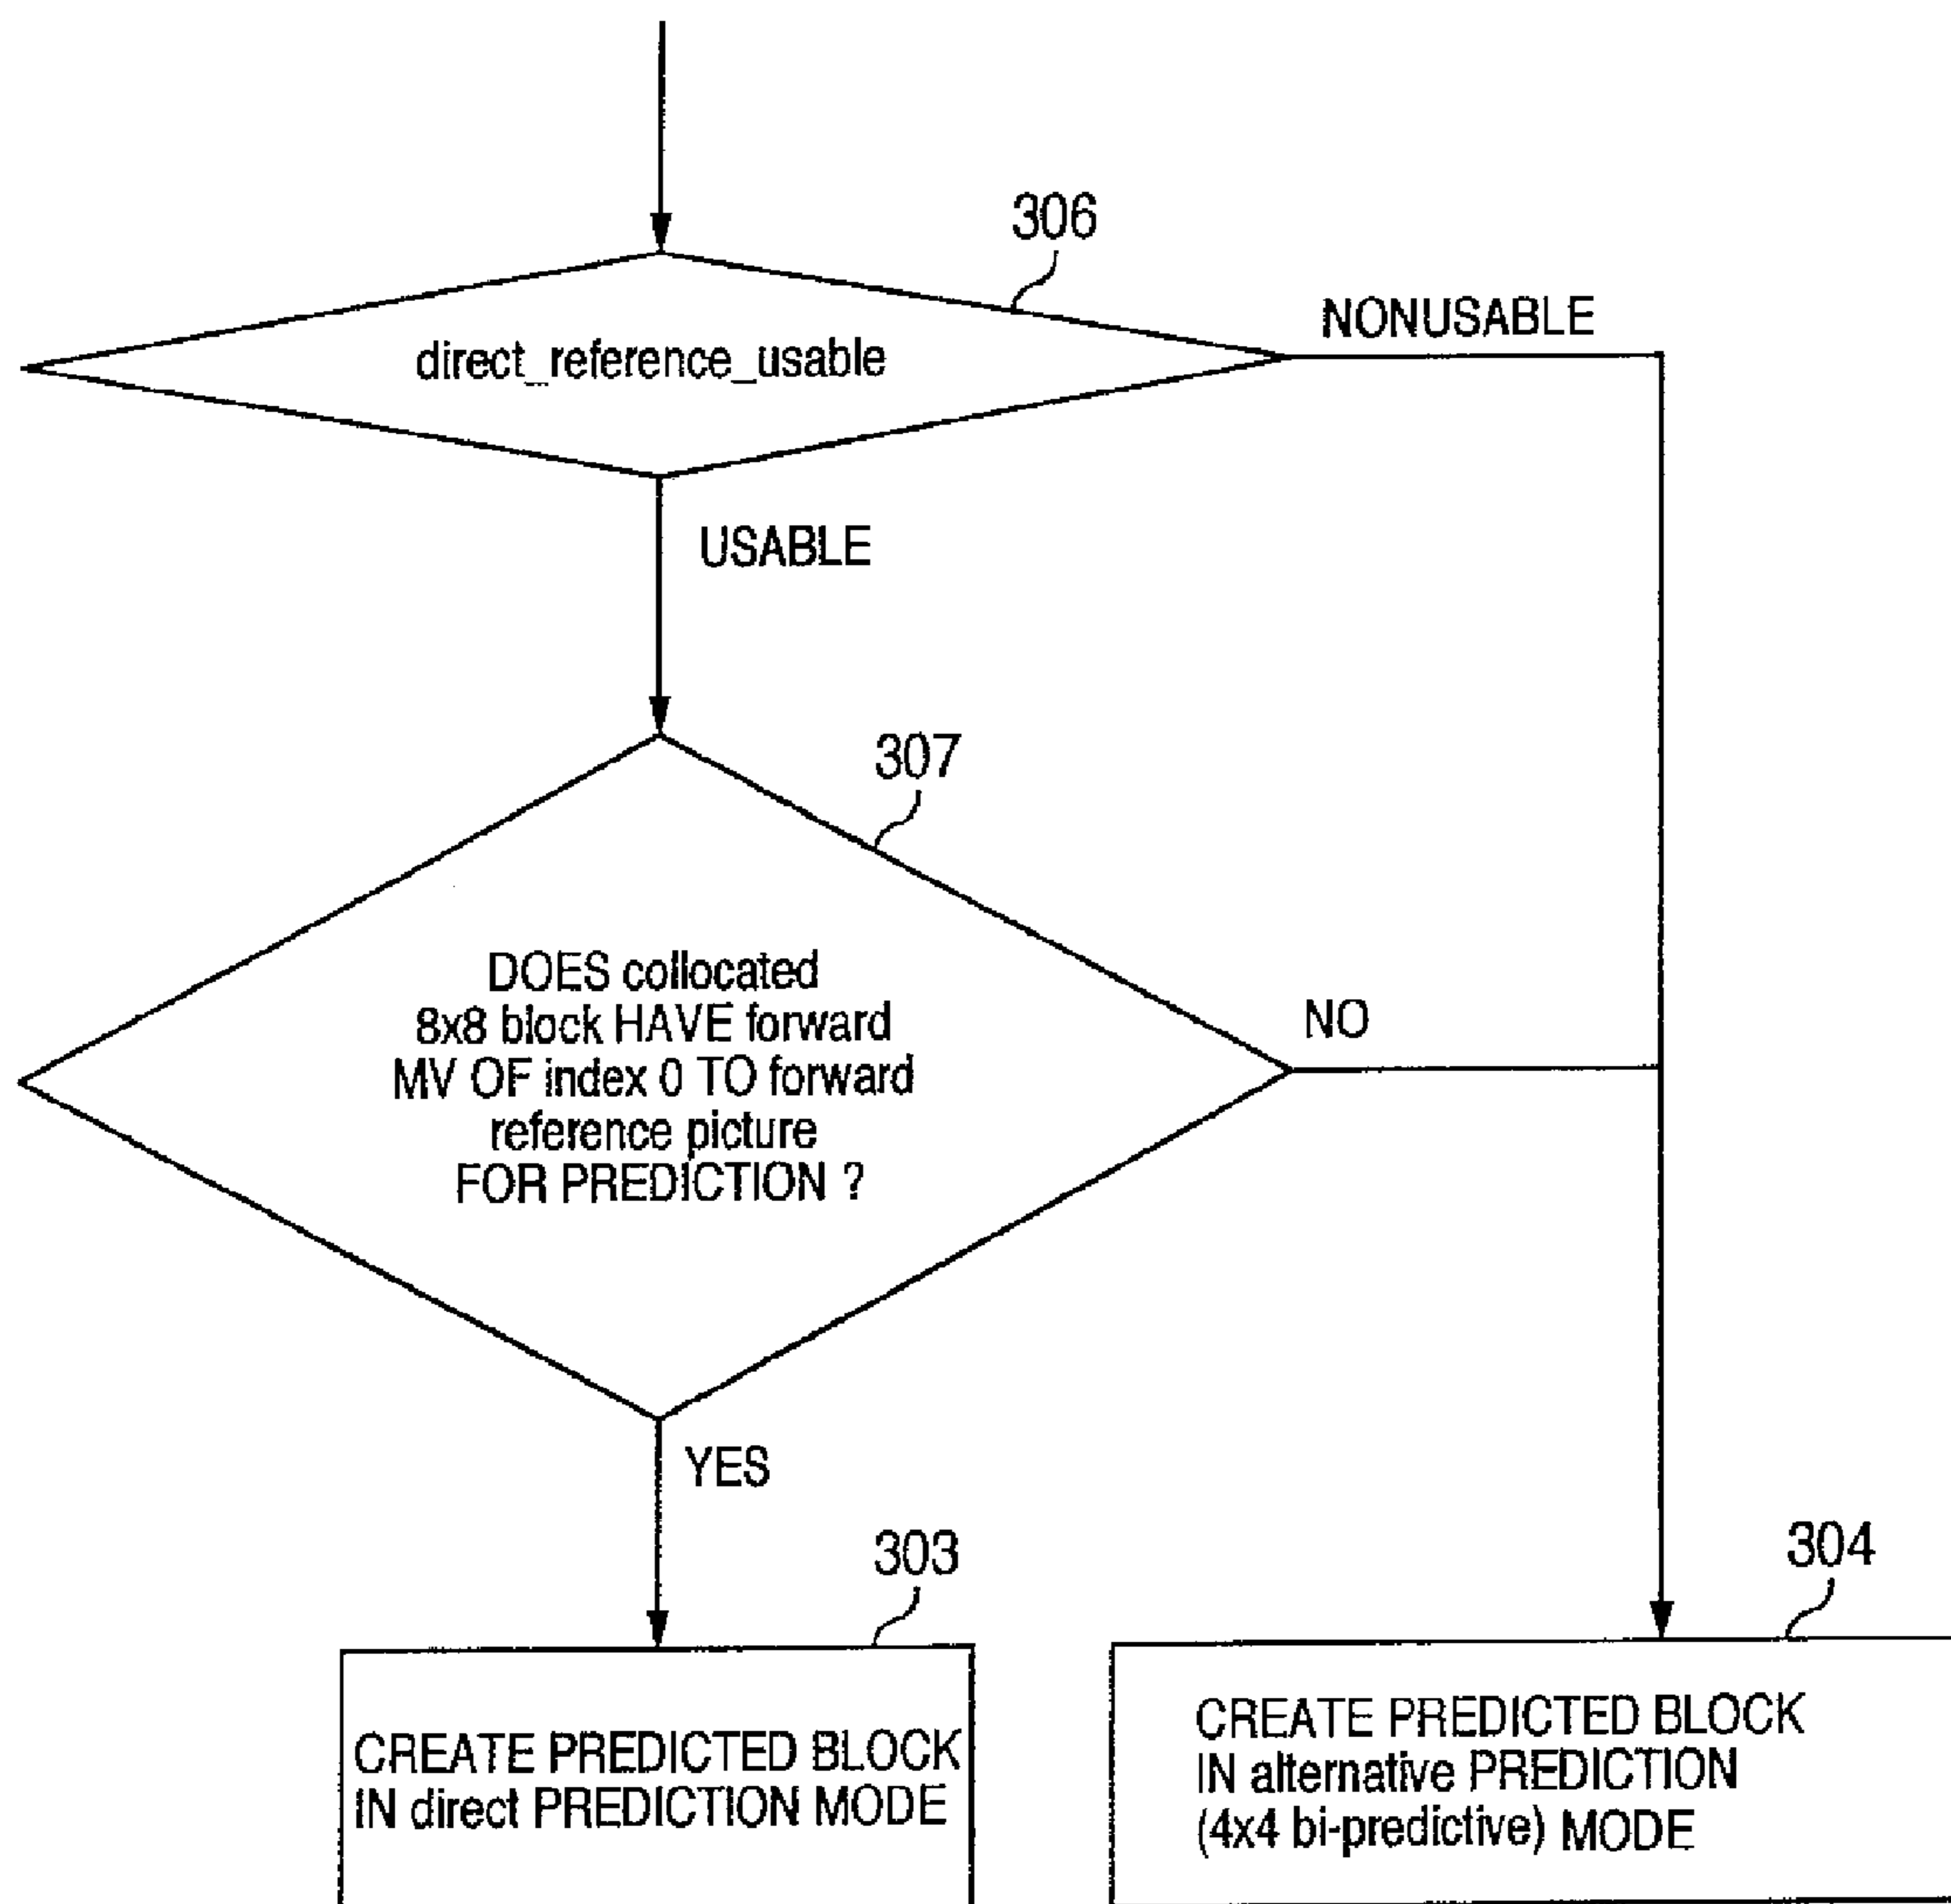 306
NONUSABLE
direct_reference_usable
USABLE
307
DOES collocated
8x8 block HAVE forward
MV OF index 0 TO forward
reference picture
FOR PREDICTION ?
NO
YES
303
304
CREATE PREDICTED BLOCK
IN direct PREDICTION MODE
CREATE PREDICTED BLOCK
IN alternative PREDICTION
(4x4 bi-predictive) MODE